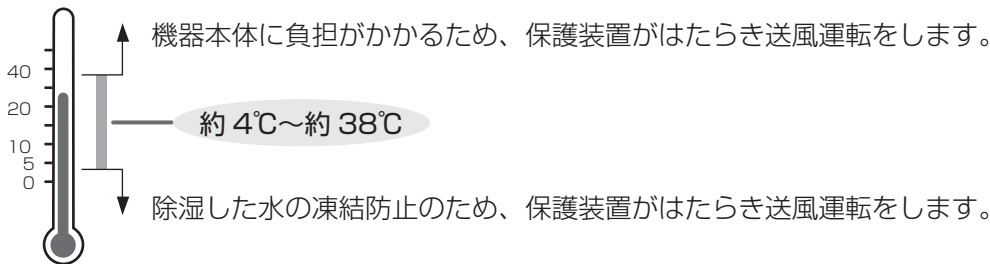 機器本体に負担がかかるため、保護装置がはたらき送風運転をします。
40
20
約 4℃～約 38℃
10
5
0
除湿した水の凍結防止のため、保護装置がはたらき送風運転をします。